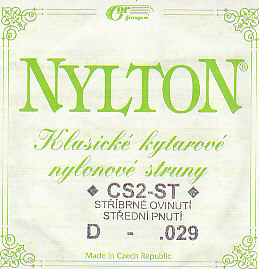 NYLTON®
Klasické kytarové
nylonové struny
CS2-ST
STŘÍBRNÉ OVINUTÍ
STŘEDNÍ PNUTÍ
D - .029
Made in Czech Republic